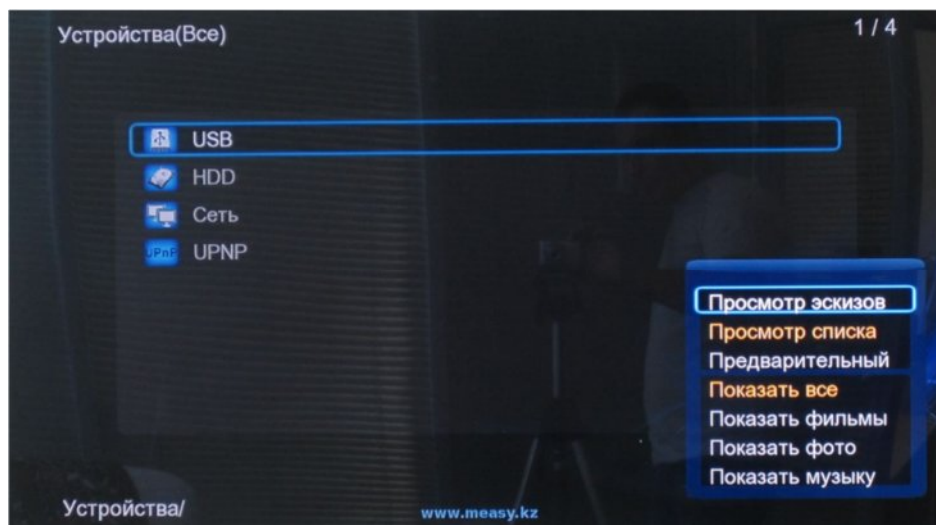 Устройства(Все)
1 / 4
USB
HDD
Сеть
UPnP
UPNP
Просмотр эскизов
Просмотр списка
Предварительный
Показать все
Показать фильмы
Показать фото
Показать музыку
Устройства/
www.measy.kz